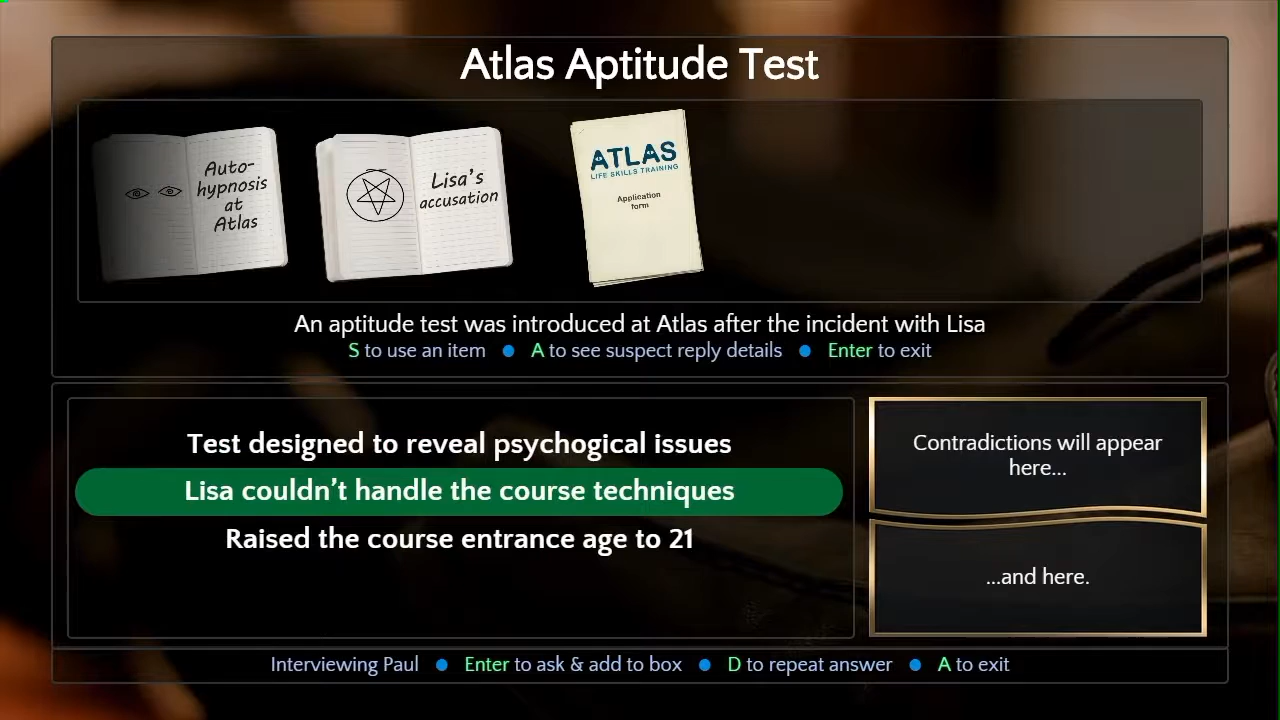 Atlas Aptitude Test
Auto-
hypnosis
at
Atlas
Lisa's
accusation
ATLAS
LIFE SKILLS TRAINING
Application
form
An aptitude test was introduced at Atlas after the incident with Lisa
S to use an item ● A to see suspect reply details ● Enter to exit
Test designed to reveal psychogical issues
Lisa couldn't handle the course techniques
Raised the course entrance age to 21
Contradictions will appear
here...
...and here.
Interviewing Paul ● Enter to ask & add to box ● D to repeat answer ● A to exit